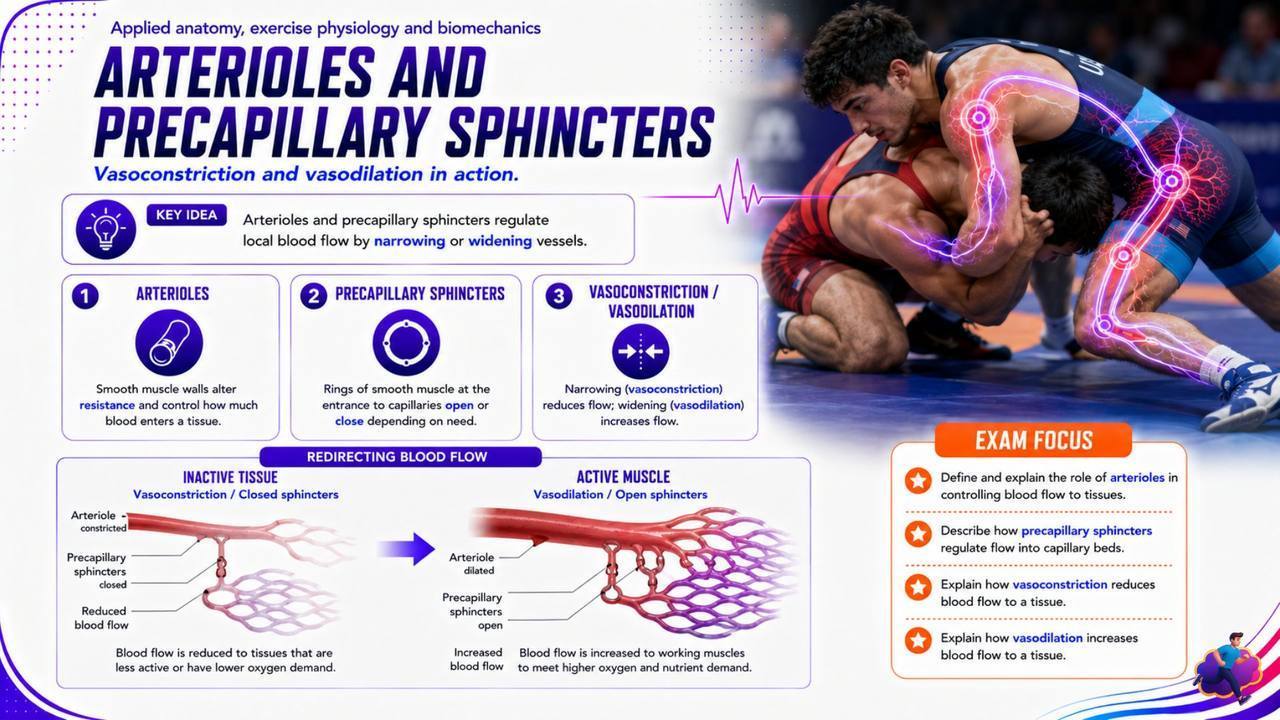 Applied anatomy, exercise physiology and biomechanics
ARTERIOLES AND
PRECAPILLARY SPHINCTERS
Vasoconstriction and vasodilation in action.
KEY IDEA
Arterioles and precapillary sphincters regulate
local blood flow by narrowing or widening vessels.
1
ARTERIOLES
Smooth muscle walls alter
resistance and control how much
blood enters a tissue.
2
PRECAPILLARY SPHINCTERS
Rings of smooth muscle at the
entrance to capillaries open or
close depending on need.
3
VASOCONSTRICTION /
VASODILATION
Narrowing (vasoconstriction)
reduces flow; widening (vasodilation)
increases flow.
REDIRECTING BLOOD FLOW
INACTIVE TISSUE
Vasoconstriction / Closed sphincters
Arteriole
constricted
Precapillary
sphincters
closed
Reduced
blood flow
Blood flow is reduced to tissues that are
less active or have lower oxygen demand.
ACTIVE MUSCLE
Vasodilation / Open sphincters
Arteriole
dilated
Precapillary
sphincters
open
Increased
blood flow
Blood flow is increased to working muscles
to meet higher oxygen and nutrient demand.
EXAM FOCUS
Define and explain the role of arterioles in
controlling blood flow to tissues.
Describe how precapillary sphincters
regulate flow into capillary beds.
Explain how vasoconstriction reduces
blood flow to a tissue.
Explain how vasodilation increases
blood flow to a tissue.